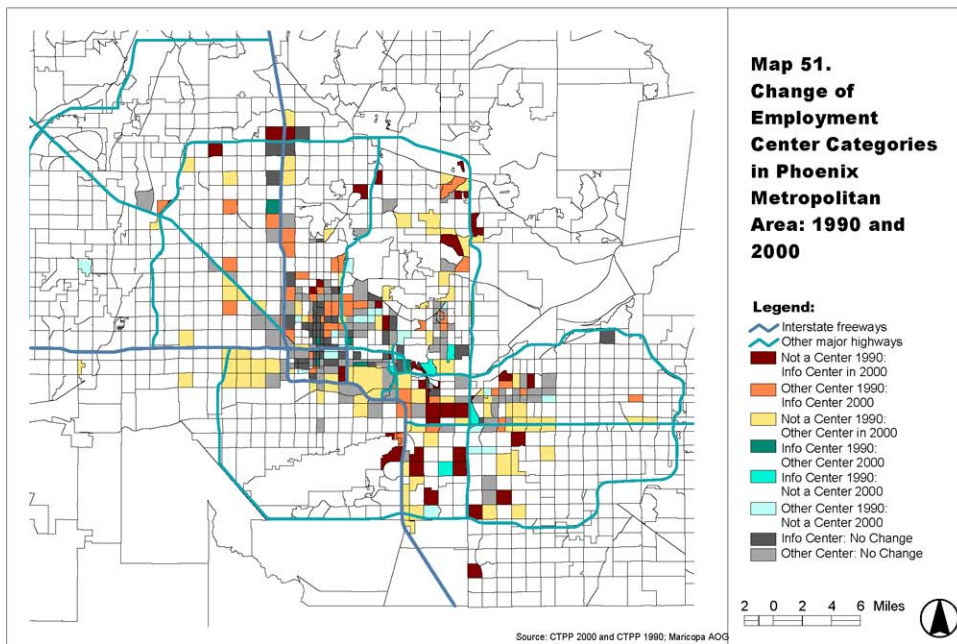 Map 51.
Change of
Employment
Center Categories
in Phoenix
Metropolitan
Area: 1990 and
2000
Legend:
Interstate freeways
Other major highways
Not a Center 1990:
Info Center in 2000
Other Center 1990:
Info Center 2000
Not a Center 1990:
Other Center in 2000
Info Center 1990:
Other Center 2000
Info Center 1990:
Not a Center 2000
Other Center 1990:
Not a Center 2000
Info Center: No Change
Other Center: No Change
2 0 2 4 6 Miles
Source: CTPP 2000 and CTPP 1990; Maricopa AOG